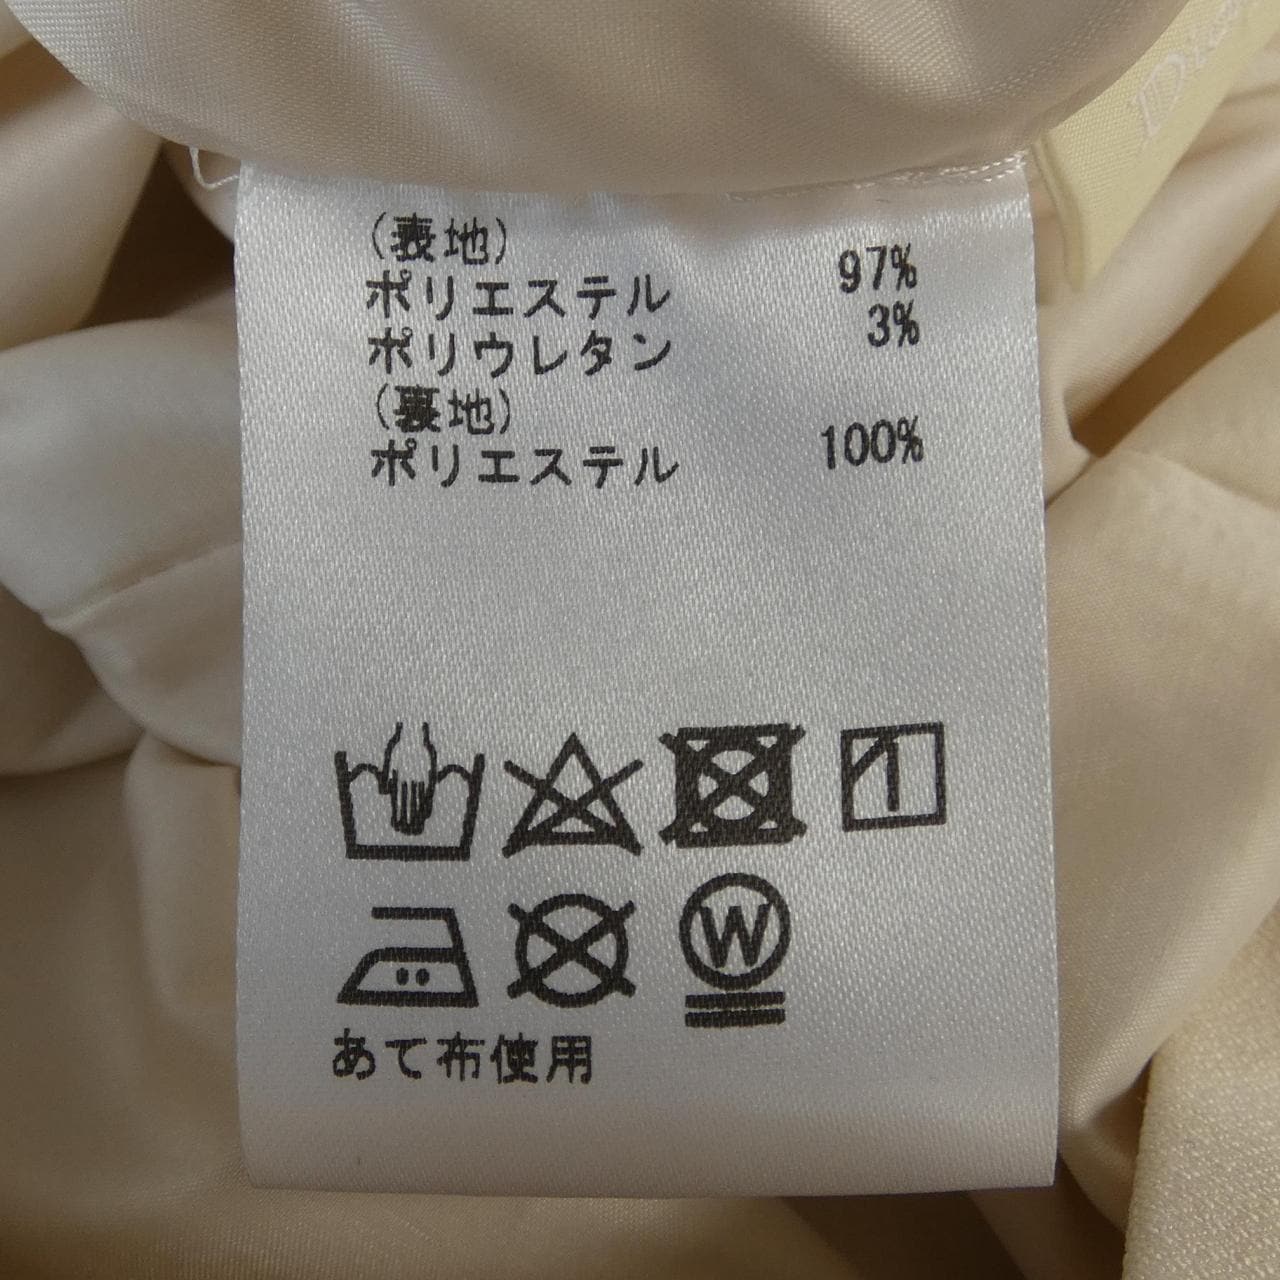 (表地)
ポリエステル 97%
ポリウレタン 3%
(裏地)
ポリエステル 100%
W
あて布使用